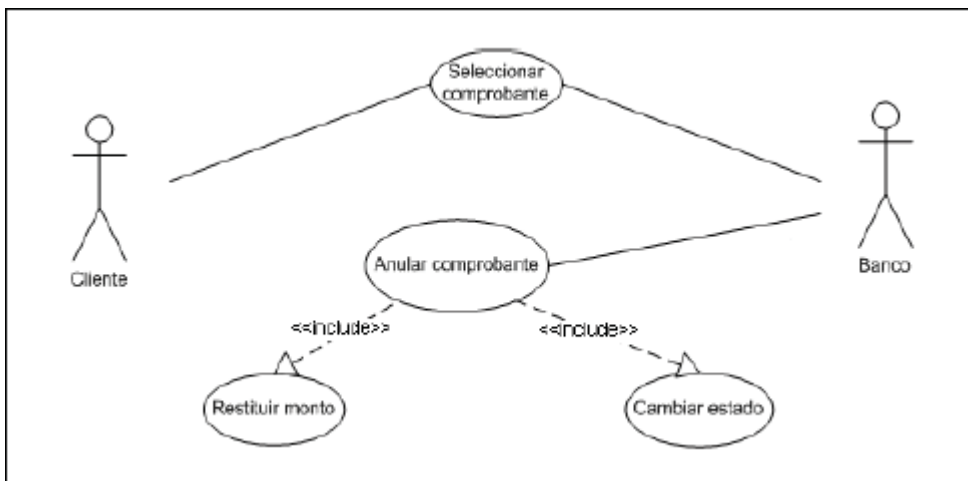 Seleccionar
comprobante
Cliente
Banco
Anular comprobante
<<include>>
<<include>>
Restituir monto
Cambiar estado